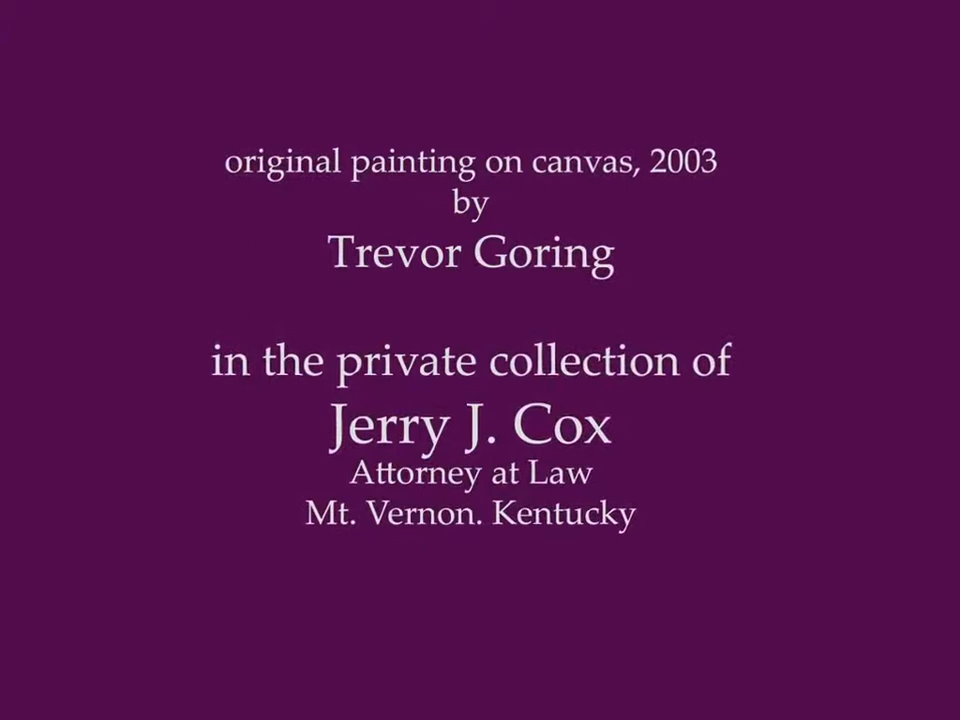 original painting on canvas, 2003
by
Trevor Goring
in the private collection of
Jerry J. Cox
Attorney at Law
Mt. Vernon. Kentucky